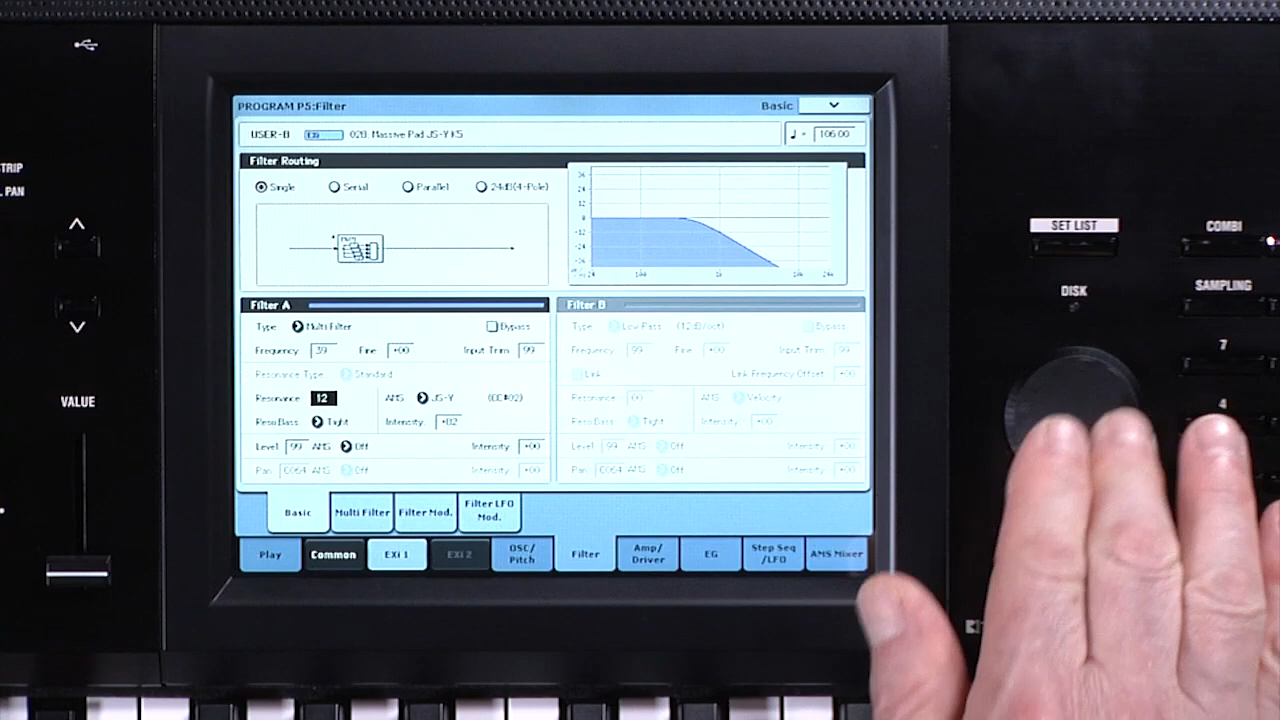 PROGRAM P5:Filter Basic
USER-B EXi 028: Massive Pad JS-Y KS ♩ = 106.00
Filter Routing
Single Serial Parallel 24dB(4-Pole)
Filter A
Type Multi Filter Bypass
Frequency 39 Fine +00 Input Trim 99
Resonance Type Standard
Resonance 12 AMS JS-Y (CC#02)
Reso Bass Tight Intensity +02
Level 99 AMS Off Intensity +00
Pan C064 AMS Off Intensity +00
Filter B
Type Low Pass (12dB/oct) Bypass
Frequency 99 Fine +00 Input Trim 99
Link Link Frequency Offset +00
Resonance 00 AMS Velocity
Reso Bass Tight Intensity +00
Level 99 AMS Off Intensity +00
Pan C064 AMS Off Intensity +00
Basic Multi Filter Filter Mod. Filter LFO Mod.
Play Common EXi 1 EXi 2 OSC/ Pitch Filter Amp/ Driver EG Step Seq /LFO AMS Mixer
TRIP
PAN
VALUE
SET LIST
COMBI
DISK
SAMPLING
7
4